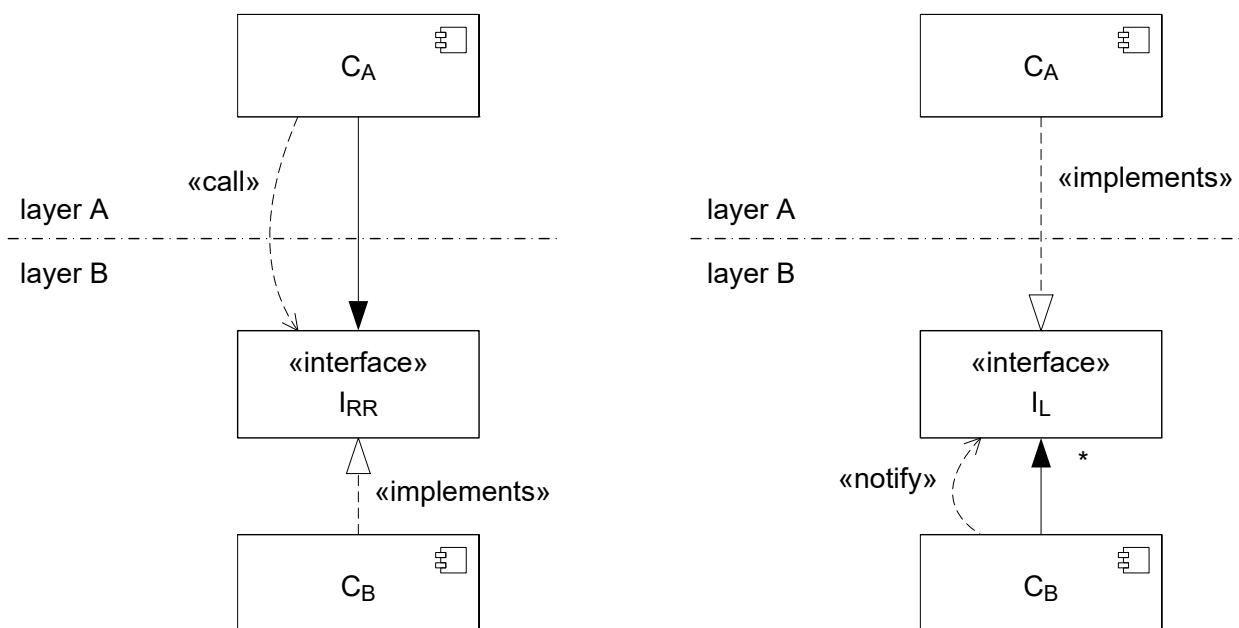 C_A
«call»
layer A
layer B
«interface»
I_RR
«implements»
C_B
C_A
«implements»
layer A
layer B
«interface»
I_L
*
«notify»
C_B